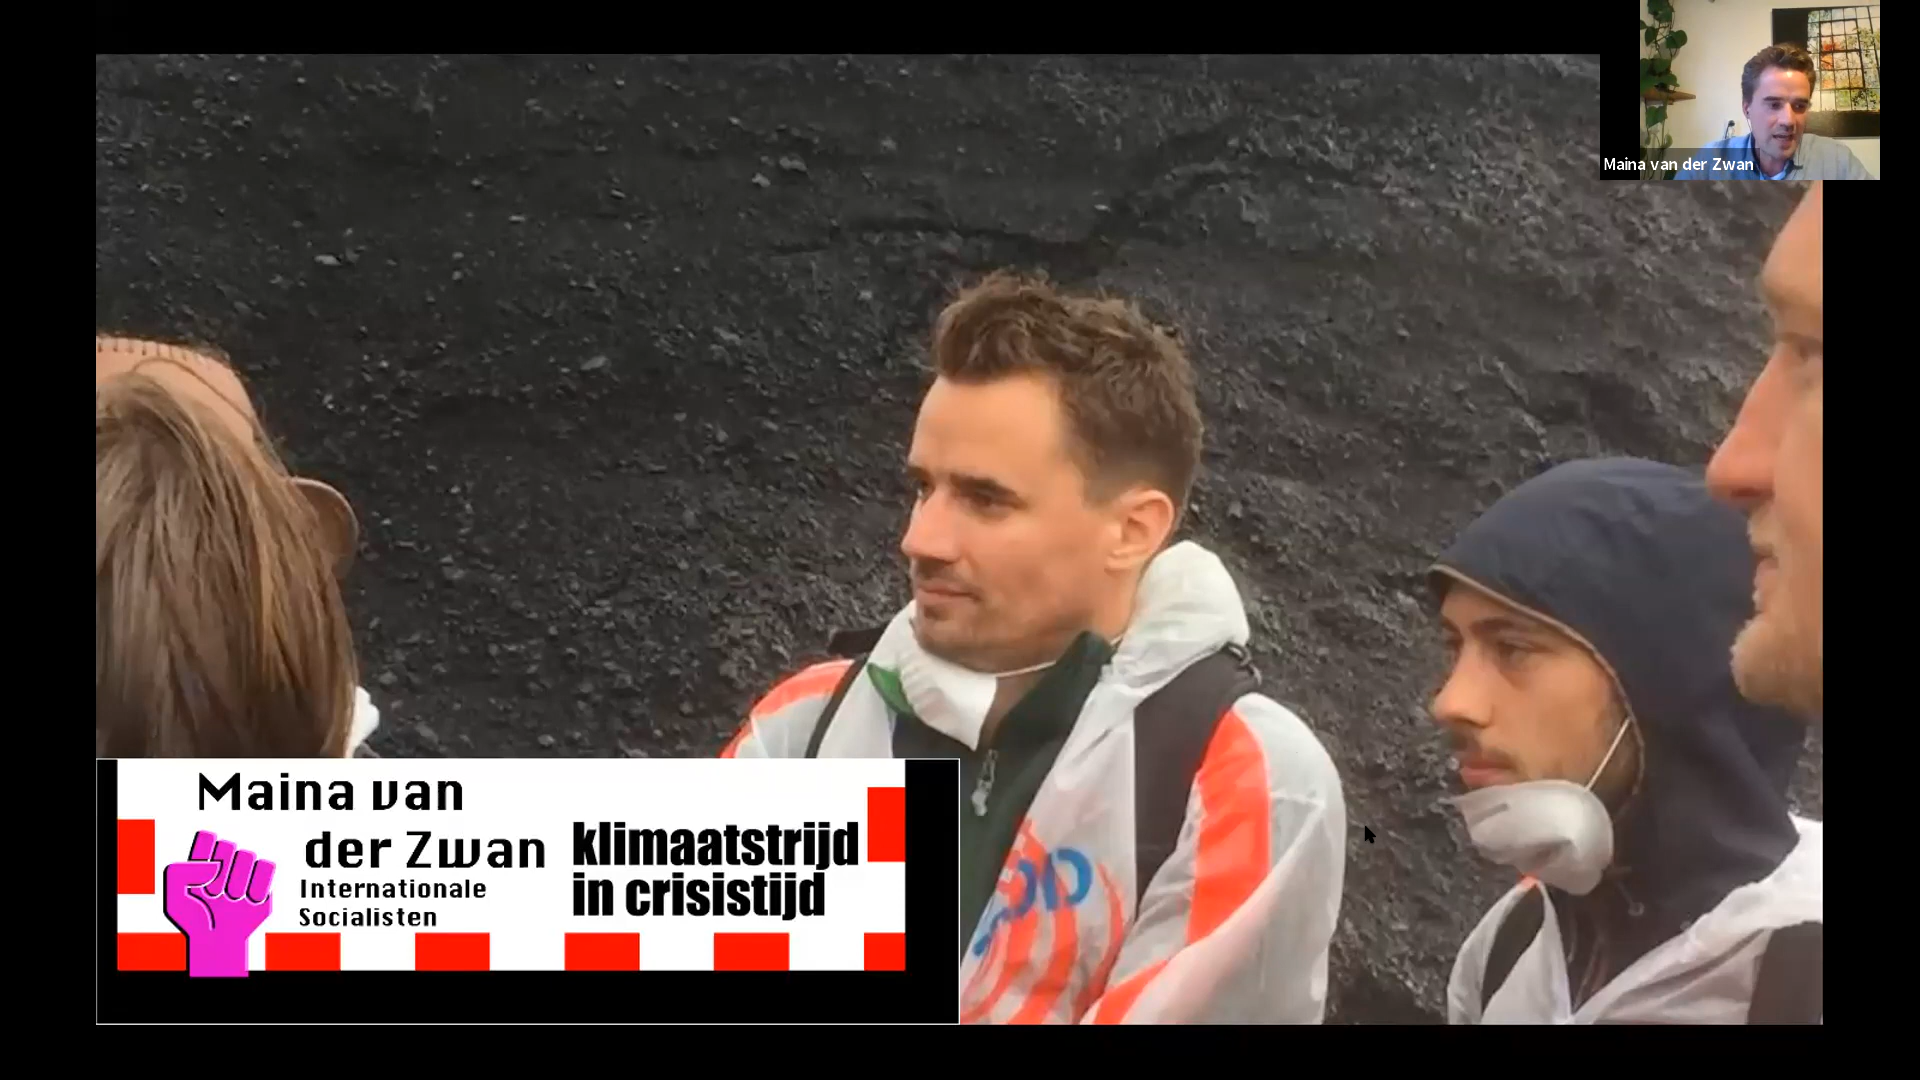 Maina van der Zwan
Maina van
der Zwan
Internationale
Socialisten
klimaatstrijd
in crisistijd